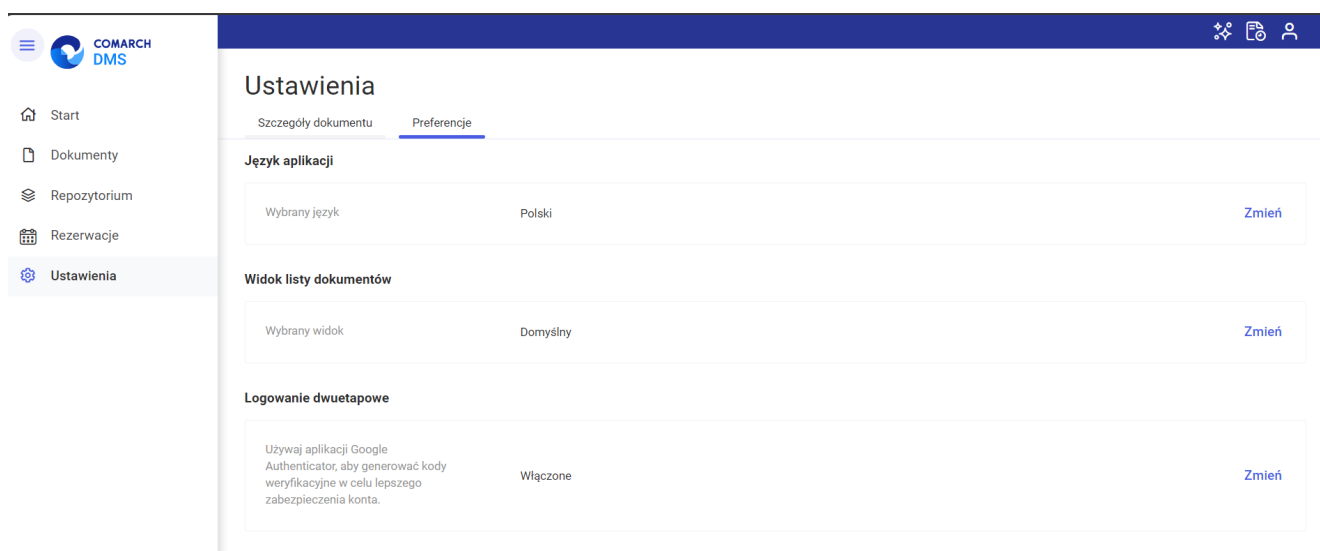 COMARCH
DMS
Start
Dokumenty
Repozytorium
Rezerwacje
Ustawienia
Ustawienia
Szczegóły dokumentu Preferencje
Język aplikacji
Wybrany język Polski Zmień
Widok listy dokumentów
Wybrany widok Domyślny Zmień
Logowanie dwuetapowe
Używaj aplikacji Google
Authenticator, aby generować kody
weryfikacyjne w celu lepszego
zabezpieczenia konta.
Włączone Zmień